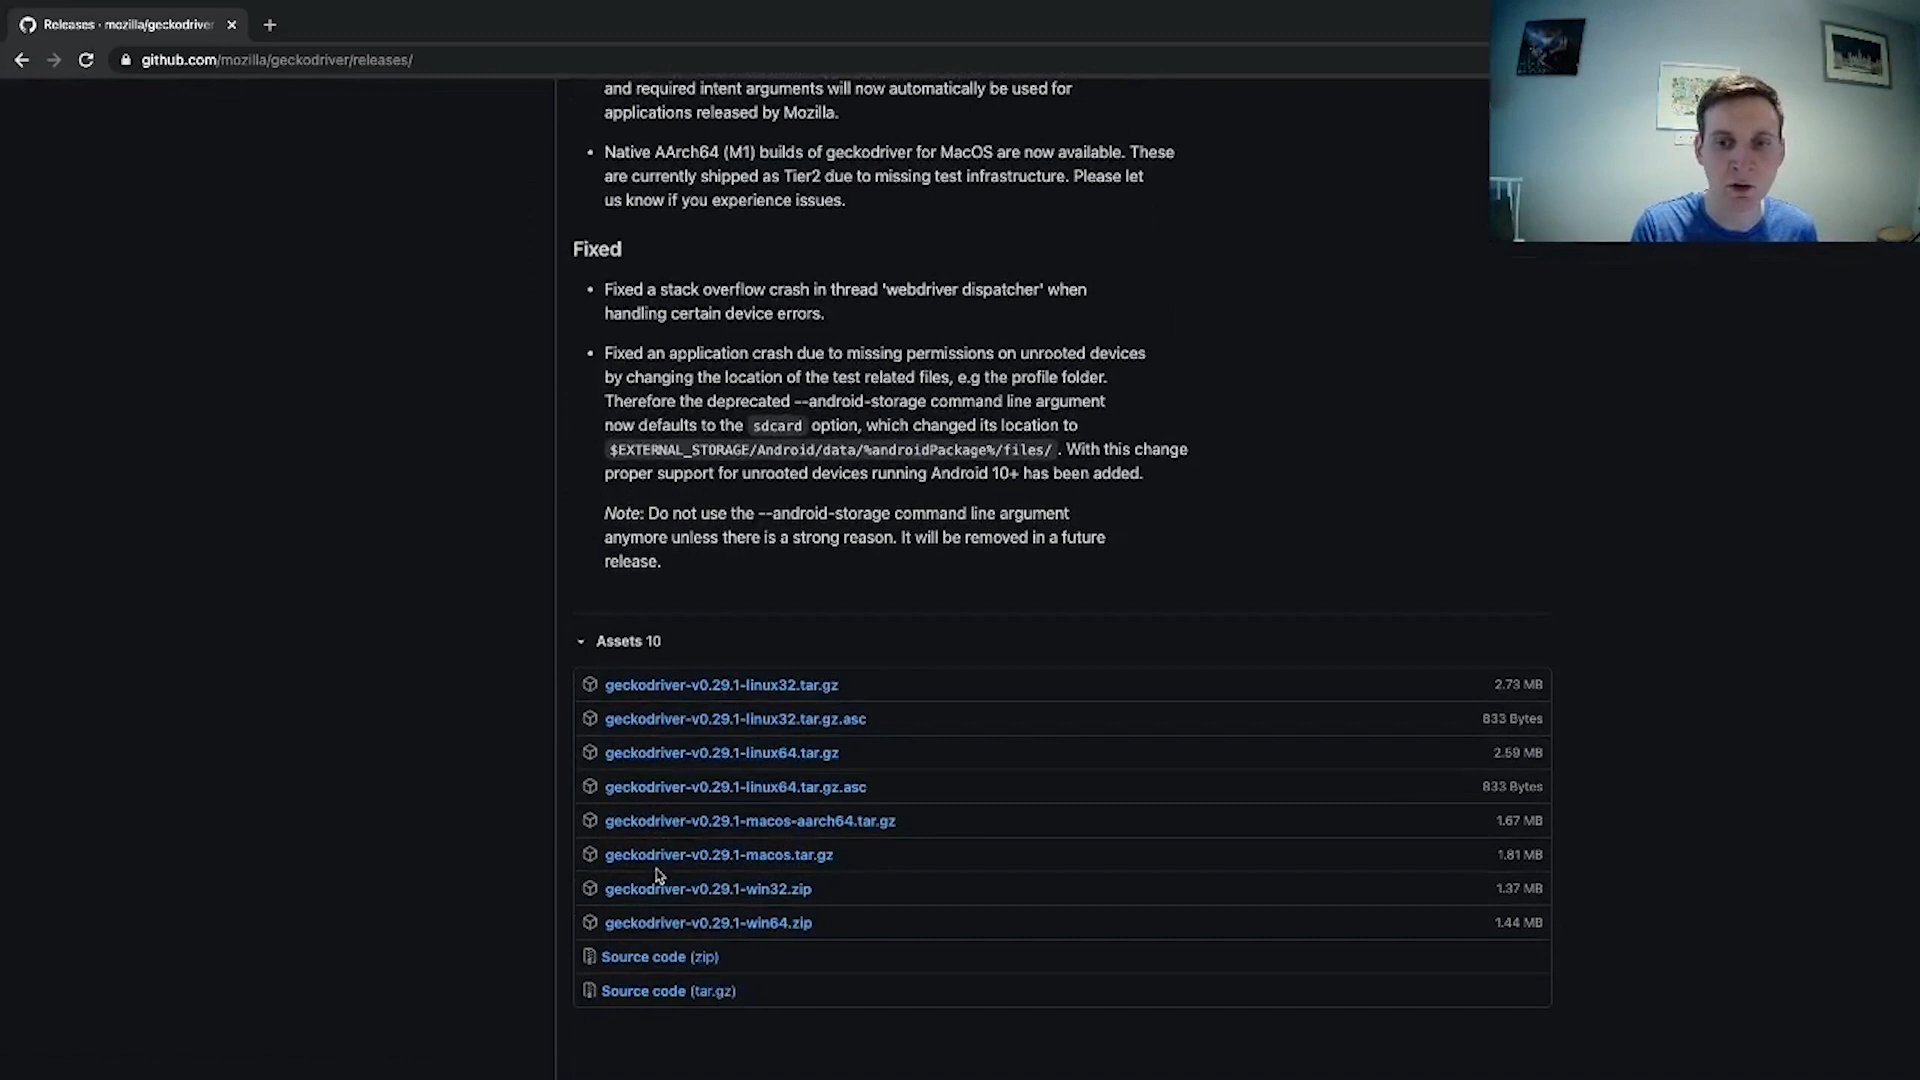 Releases · mozilla/geckodriver
github.com/mozilla/geckodriver/releases/
and required intent arguments will now automatically be used for
applications released by Mozilla.
• Native AArch64 (M1) builds of geckodriver for MacOS are now available. These
are currently shipped as Tier2 due to missing test infrastructure. Please let
us know if you experience issues.
Fixed
• Fixed a stack overflow crash in thread 'webdriver dispatcher' when
handling certain device errors.
• Fixed an application crash due to missing permissions on unrooted devices
by changing the location of the test related files, e.g the profile folder.
Therefore the deprecated --android-storage command line argument
now defaults to the sdcard option, which changed its location to
$EXTERNAL_STORAGE/Android/data/%androidPackage%/files/. With this change
proper support for unrooted devices running Android 10+ has been added.
Note: Do not use the --android-storage command line argument
anymore unless there is a strong reason. It will be removed in a future
release.
Assets 10
geckodriver-v0.29.1-linux32.tar.gz 2.73 MB
geckodriver-v0.29.1-linux32.tar.gz.asc 833 Bytes
geckodriver-v0.29.1-linux64.tar.gz 2.59 MB
geckodriver-v0.29.1-linux64.tar.gz.asc 833 Bytes
geckodriver-v0.29.1-macos-aarch64.tar.gz 1.67 MB
geckodriver-v0.29.1-macos.tar.gz 1.81 MB
geckodriver-v0.29.1-win32.zip 1.37 MB
geckodriver-v0.29.1-win64.zip 1.44 MB
Source code (zip)
Source code (tar.gz)